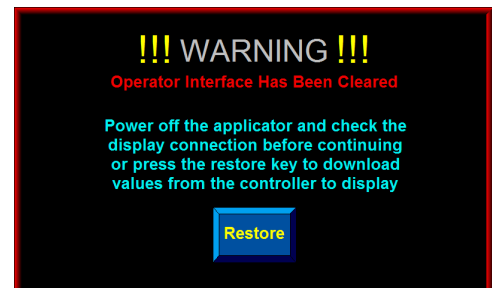 !!! WARNING !!!
Operator Interface Has Been Cleared
Power off the applicator and check the
display connection before continuing
or press the restore key to download
values from the controller to display
Restore